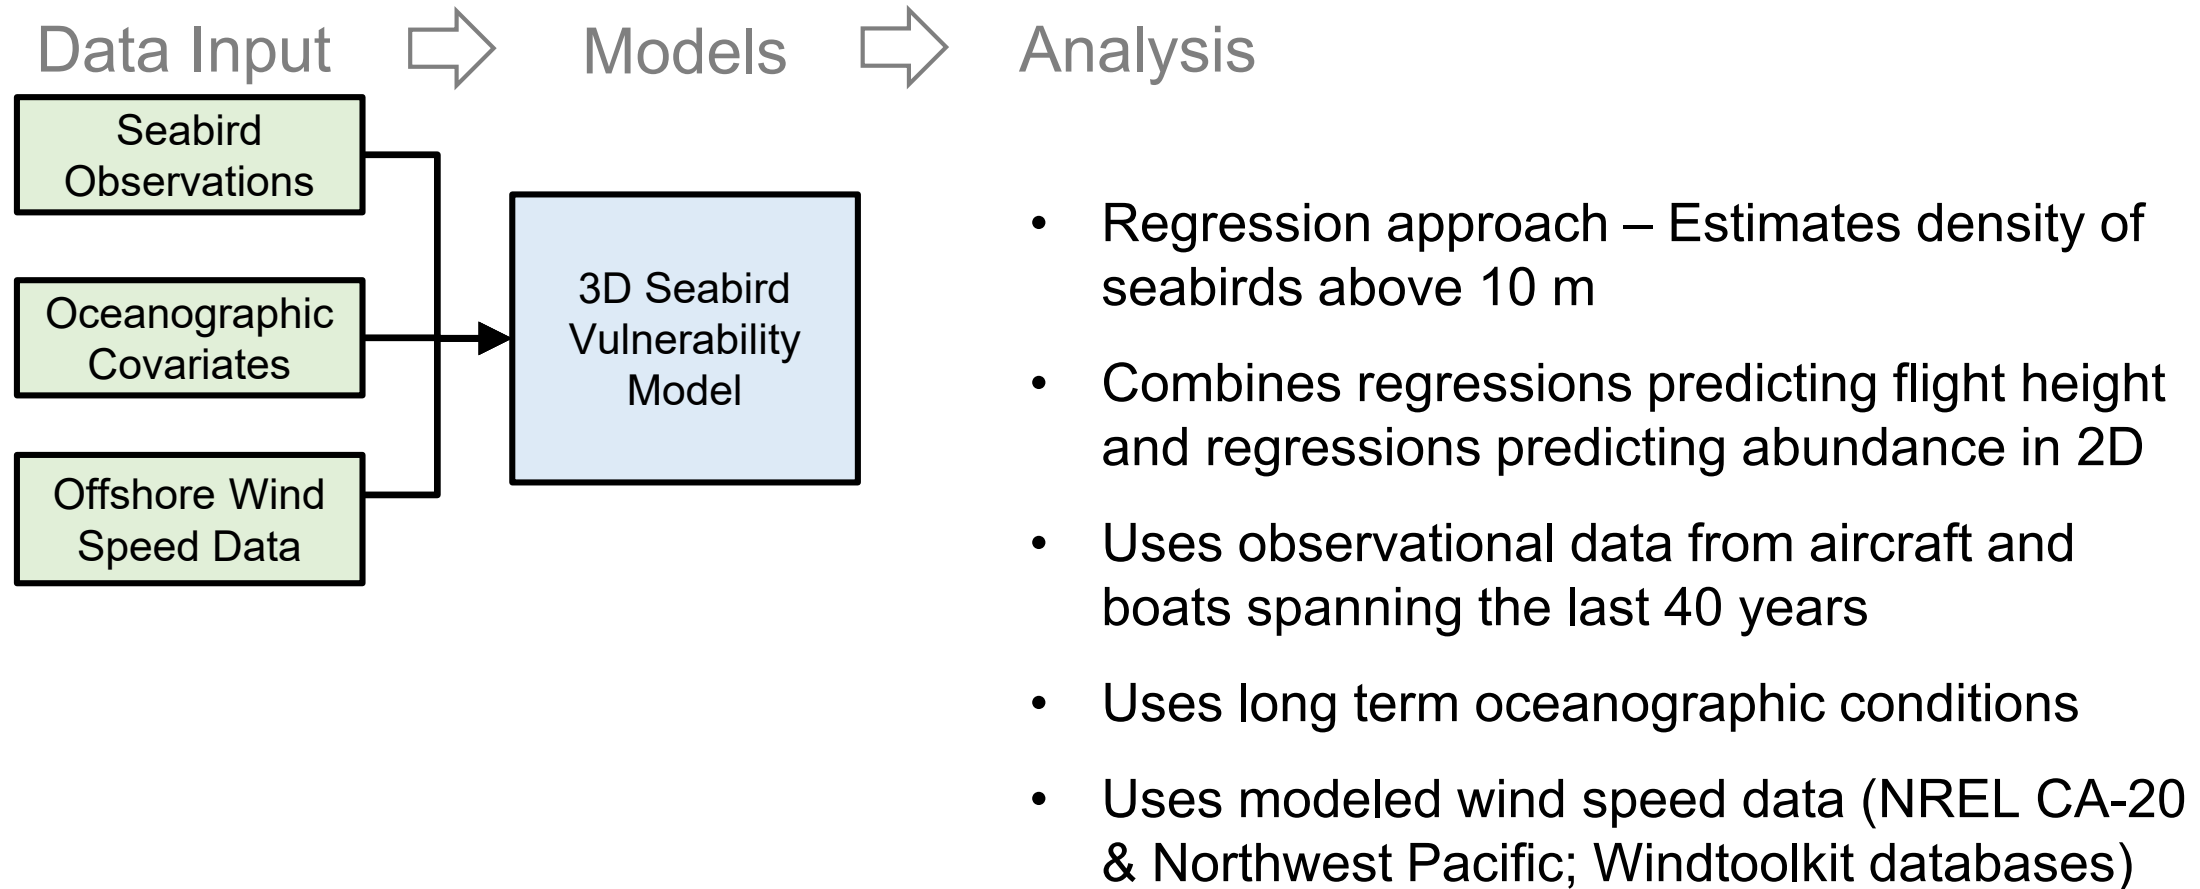 Data Input
Models
Analysis
Seabird
Observations
Oceanographic
Covariates
Offshore Wind
Speed Data
3D Seabird
Vulnerability
Model
• Regression approach – Estimates density of
seabirds above 10 m
• Combines regressions predicting flight height
and regressions predicting abundance in 2D
• Uses observational data from aircraft and
boats spanning the last 40 years
• Uses long term oceanographic conditions
• Uses modeled wind speed data (NREL CA-20
& Northwest Pacific; Windtoolkit databases)